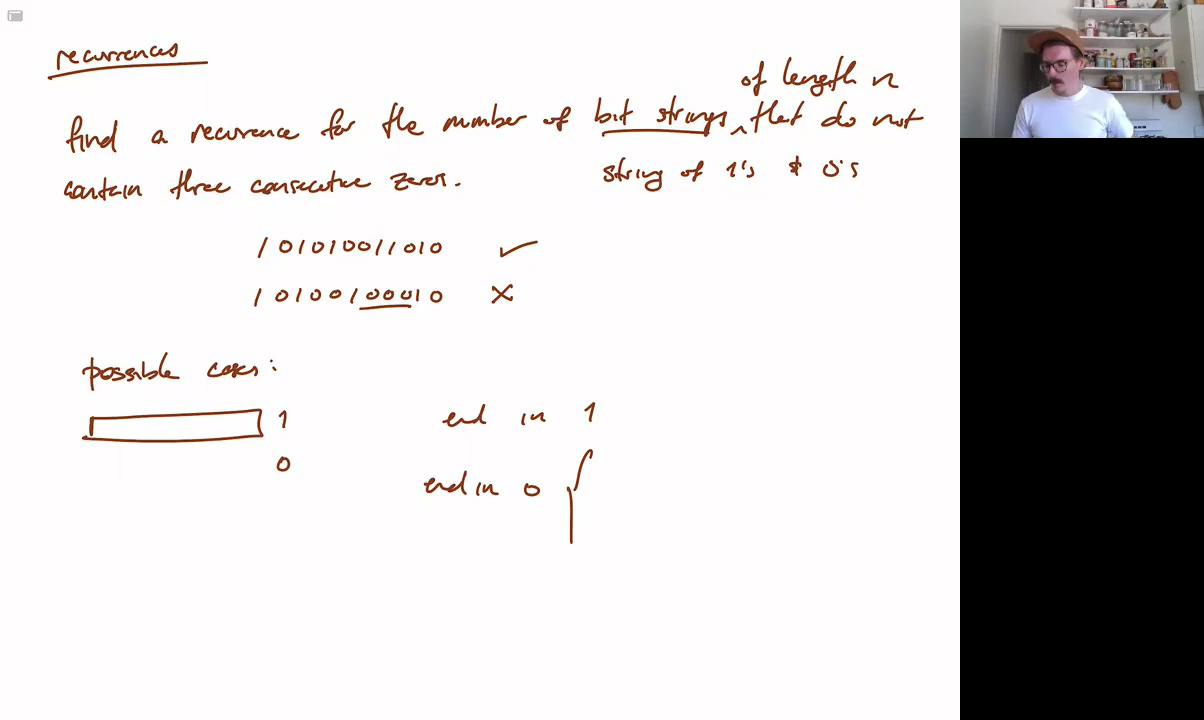 recurrences
of length n
find a recurrence for the number of bit strings ^ that do not
contain three consecutive zeros.
string of 1's & 0's
101010011010 ✓
10100100010 ✗
possible cases:
1
end in 1
0
end in 0